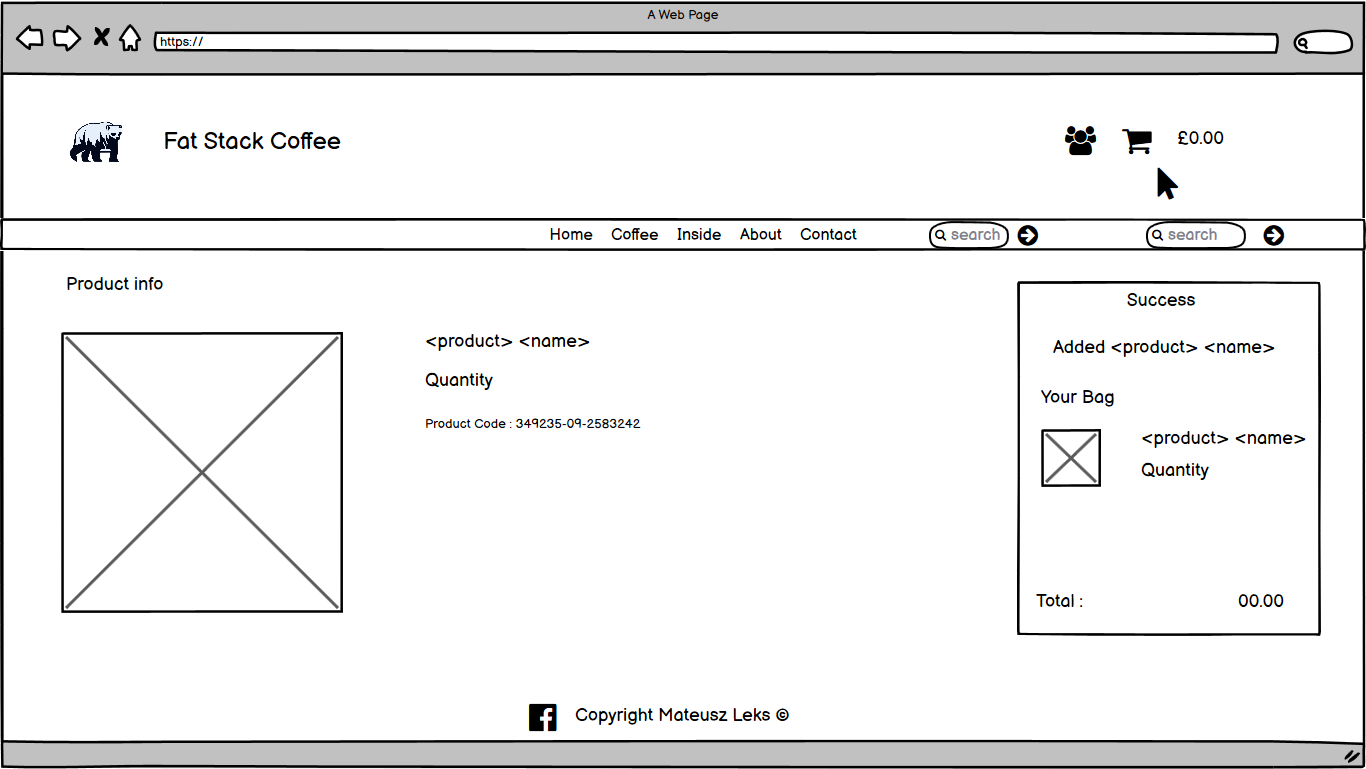 A Web Page
https://
Fat Stack Coffee
£0.00
Home Coffee Inside About Contact search search
Product info
<product> <name>
Quantity
Product Code : 349235-09-2583242
Success
Added <product> <name>
Your Bag
<product> <name>
Quantity
Total : 00.00
Copyright Mateusz Leks ©